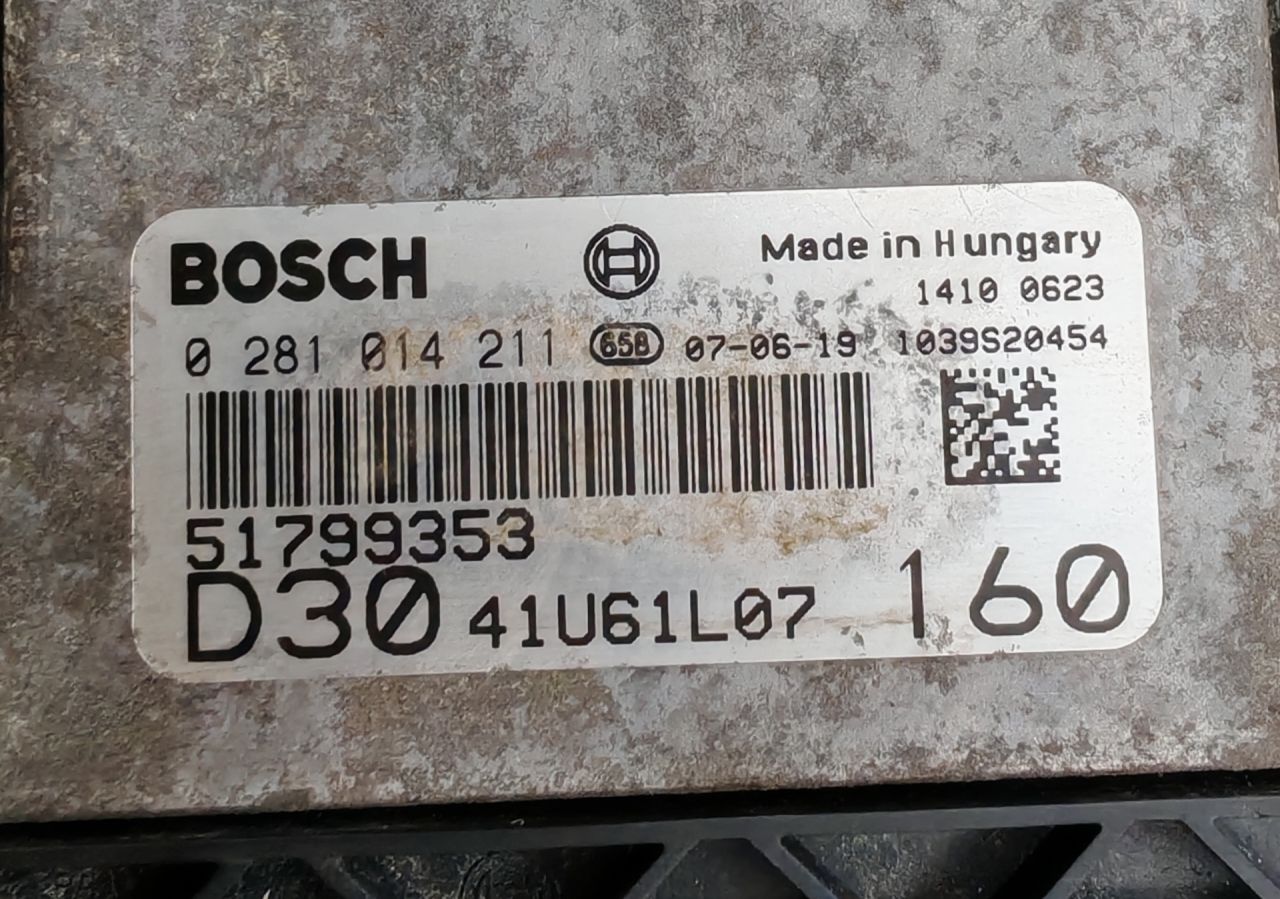 BOSCH
Made in Hungary
1410 0623
0 281 014 211 658 07-06-19 1039S20454
51799353
D30 41U61L07 160